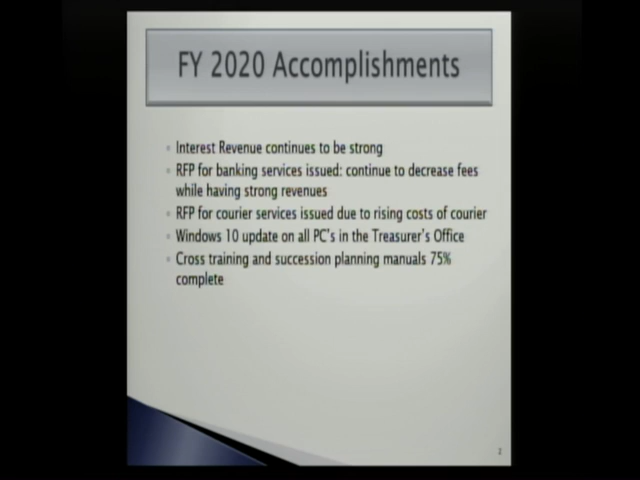 FY 2020 Accomplishments
Interest Revenue continues to be strong
RFP for banking services issued: continue to decrease fees
while having strong revenues
RFP for courier services issued due to rising costs of courier
Windows 10 update on all PC's in the Treasurer's Office
Cross training and succession planning manuals 75%
complete
2